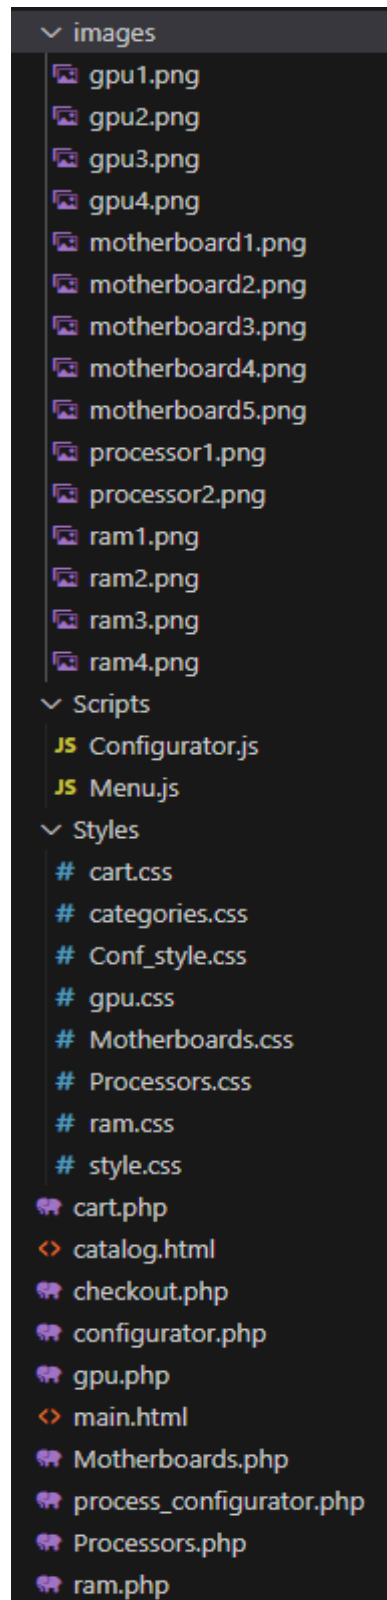 images
gpu1.png
gpu2.png
gpu3.png
gpu4.png
motherboard1.png
motherboard2.png
motherboard3.png
motherboard4.png
motherboard5.png
processor1.png
processor2.png
ram1.png
ram2.png
ram3.png
ram4.png
Scripts
JS Configurator.js
JS Menu.js
Styles
# cart.css
# categories.css
# Conf_style.css
# gpu.css
# Motherboards.css
# Processors.css
# ram.css
# style.css
cart.php
<> catalog.html
checkout.php
configurator.php
gpu.php
<> main.html
Motherboards.php
process_configurator.php
Processors.php
ram.php